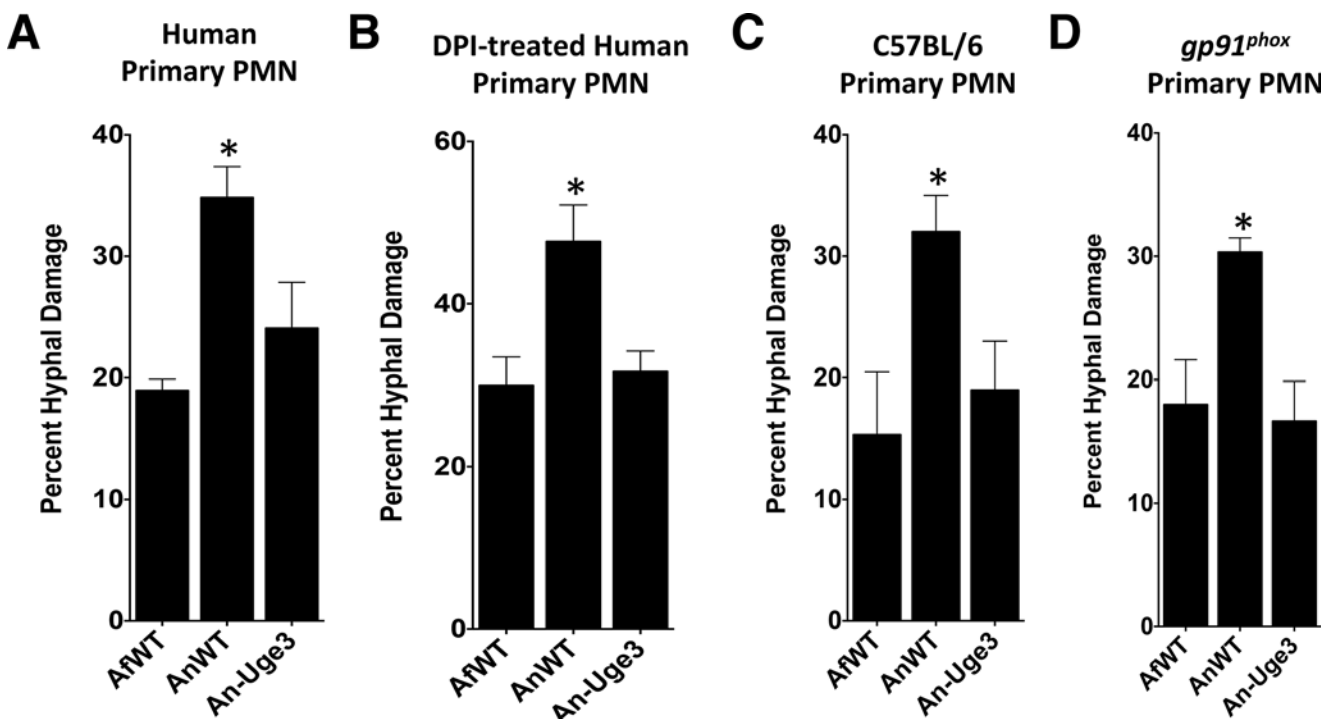 A
Human
Primary PMN
Percent Hyphal Damage
40
30
20
10
0
*
AfWT
AnWT
An-Uge3
B
DPI-treated Human
Primary PMN
Percent Hyphal Damage
60
40
20
0
*
AfWT
AnWT
An-Uge3
C
C57BL/6
Primary PMN
Percent Hyphal Damage
40
30
20
10
0
*
AfWT
AnWT
An-Uge3
D
gp91phox
Primary PMN
Percent Hyphal Damage
40
30
20
10
0
*
AfWT
AnWT
An-Uge3